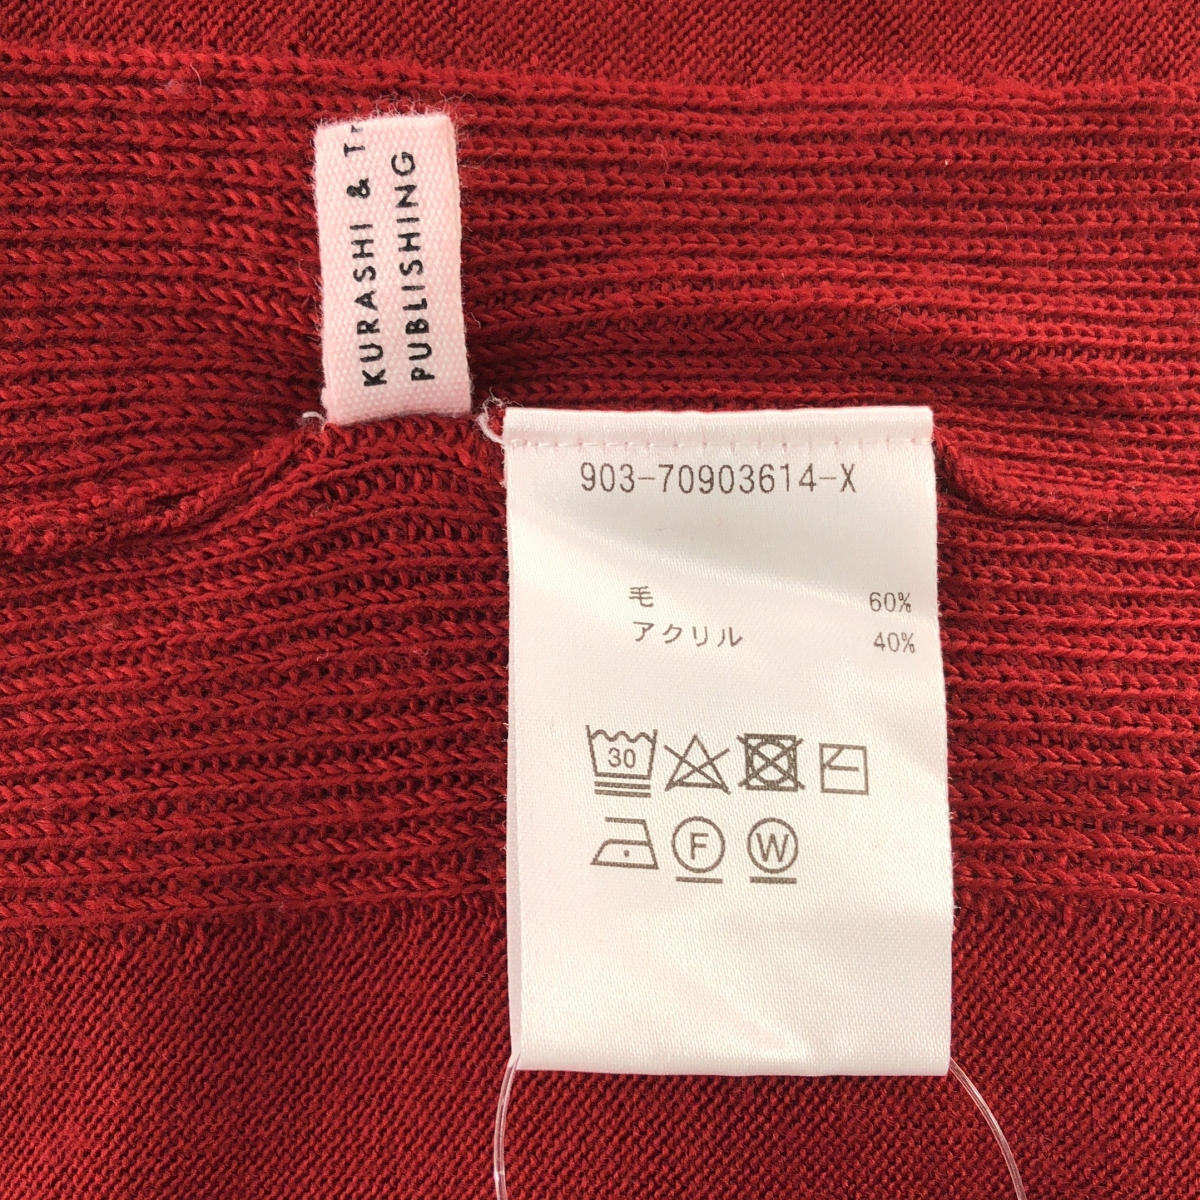 KURASHI &
PUBLISHING
903-70903614-X
毛 60%
アクリル 40%
30
F W